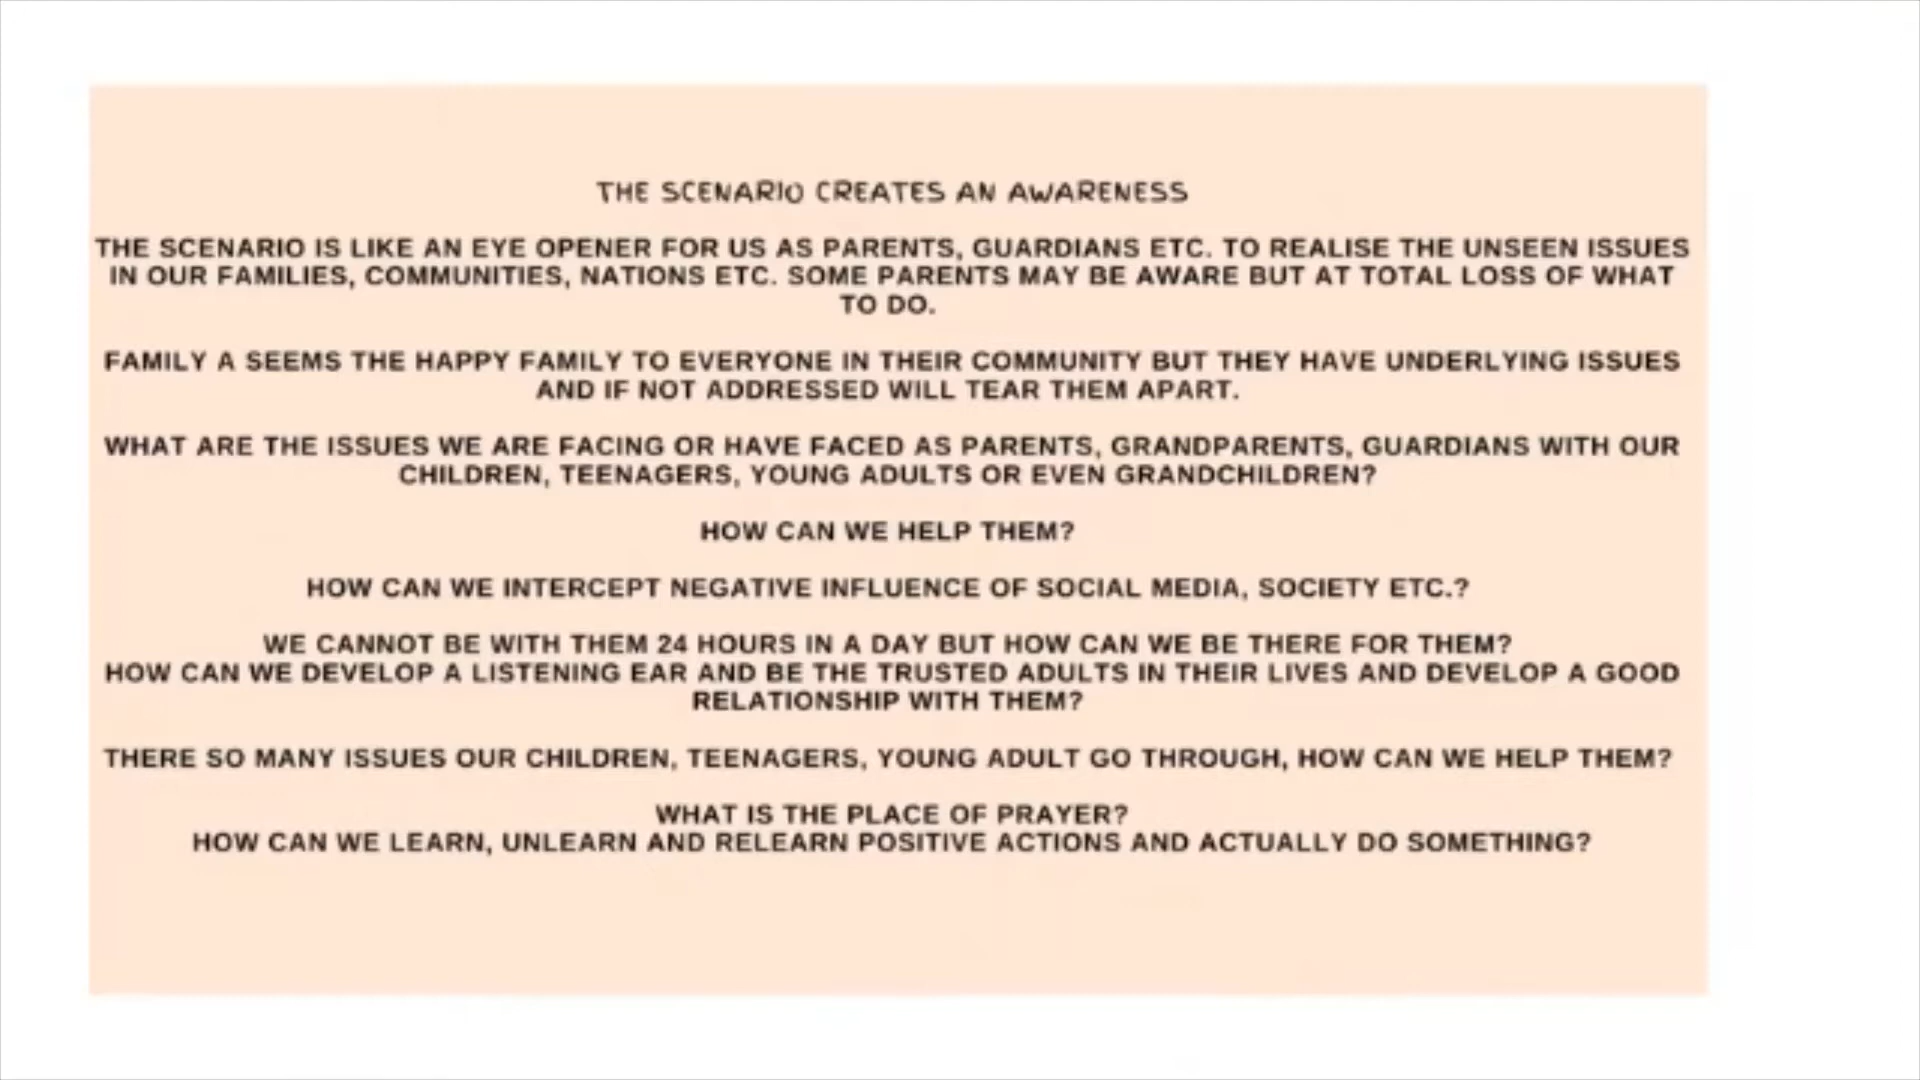 THE SCENARIO CREATES AN AWARENESS
THE SCENARIO IS LIKE AN EYE OPENER FOR US AS PARENTS, GUARDIANS ETC. TO REALISE THE UNSEEN ISSUES
IN OUR FAMILIES, COMMUNITIES, NATIONS ETC. SOME PARENTS MAY BE AWARE BUT AT TOTAL LOSS OF WHAT
TO DO.
FAMILY A SEEMS THE HAPPY FAMILY TO EVERYONE IN THEIR COMMUNITY BUT THEY HAVE UNDERLYING ISSUES
AND IF NOT ADDRESSED WILL TEAR THEM APART.
WHAT ARE THE ISSUES WE ARE FACING OR HAVE FACED AS PARENTS, GRANDPARENTS, GUARDIANS WITH OUR
CHILDREN, TEENAGERS, YOUNG ADULTS OR EVEN GRANDCHILDREN?
HOW CAN WE HELP THEM?
HOW CAN WE INTERCEPT NEGATIVE INFLUENCE OF SOCIAL MEDIA, SOCIETY ETC.?
WE CANNOT BE WITH THEM 24 HOURS IN A DAY BUT HOW CAN WE BE THERE FOR THEM?
HOW CAN WE DEVELOP A LISTENING EAR AND BE THE TRUSTED ADULTS IN THEIR LIVES AND DEVELOP A GOOD
RELATIONSHIP WITH THEM?
THERE SO MANY ISSUES OUR CHILDREN, TEENAGERS, YOUNG ADULT GO THROUGH, HOW CAN WE HELP THEM?
WHAT IS THE PLACE OF PRAYER?
HOW CAN WE LEARN, UNLEARN AND RELEARN POSITIVE ACTIONS AND ACTUALLY DO SOMETHING?